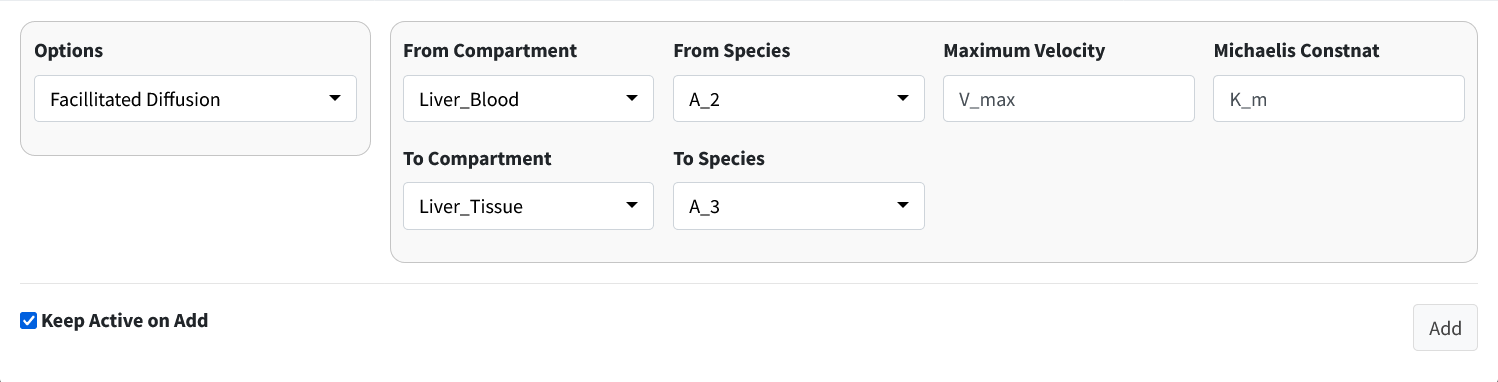 Options
Facillitated Diffusion
From Compartment
From Species
Maximum Velocity
Michaelis Constnat
Liver_Blood
A_2
V_max
K_m
To Compartment
To Species
Liver_Tissue
A_3
Keep Active on Add
Add